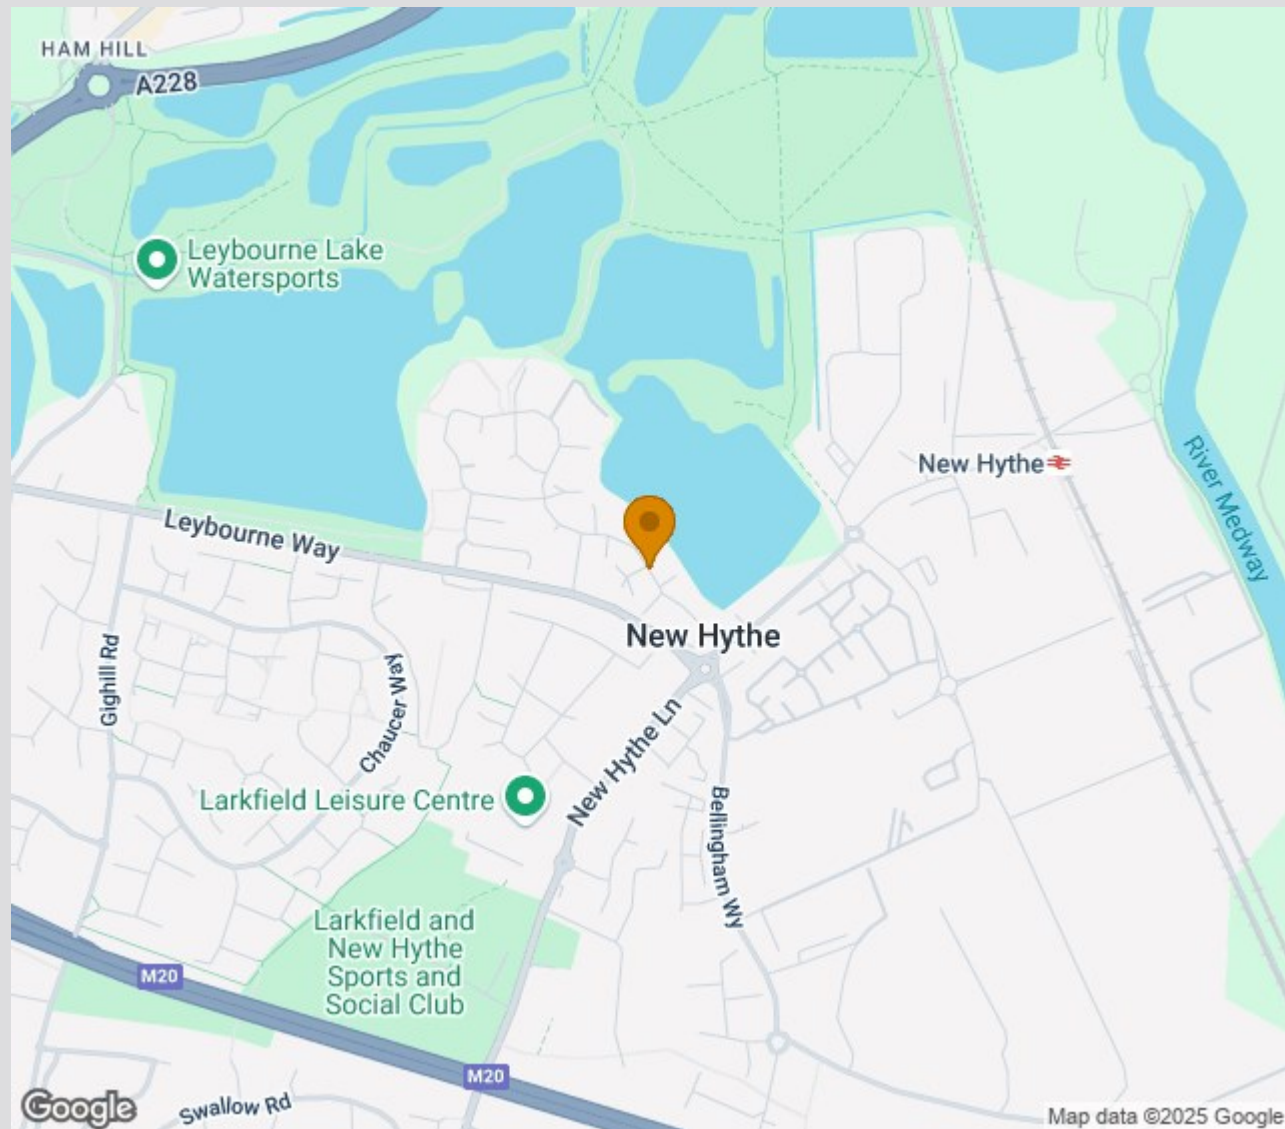 HAM HILL
A228
Leybourne Lake
Watersports
New Hythe
River Medway
Leybourne Way
New Hythe
Gighill Rd
Chaucer Way
New Hythe Ln
Larkfield Leisure Centre
Bellingham Wy
Larkfield and
New Hythe
Sports and
Social Club
M20
M20
Swallow Rd
Google
Map data ©2025 Google